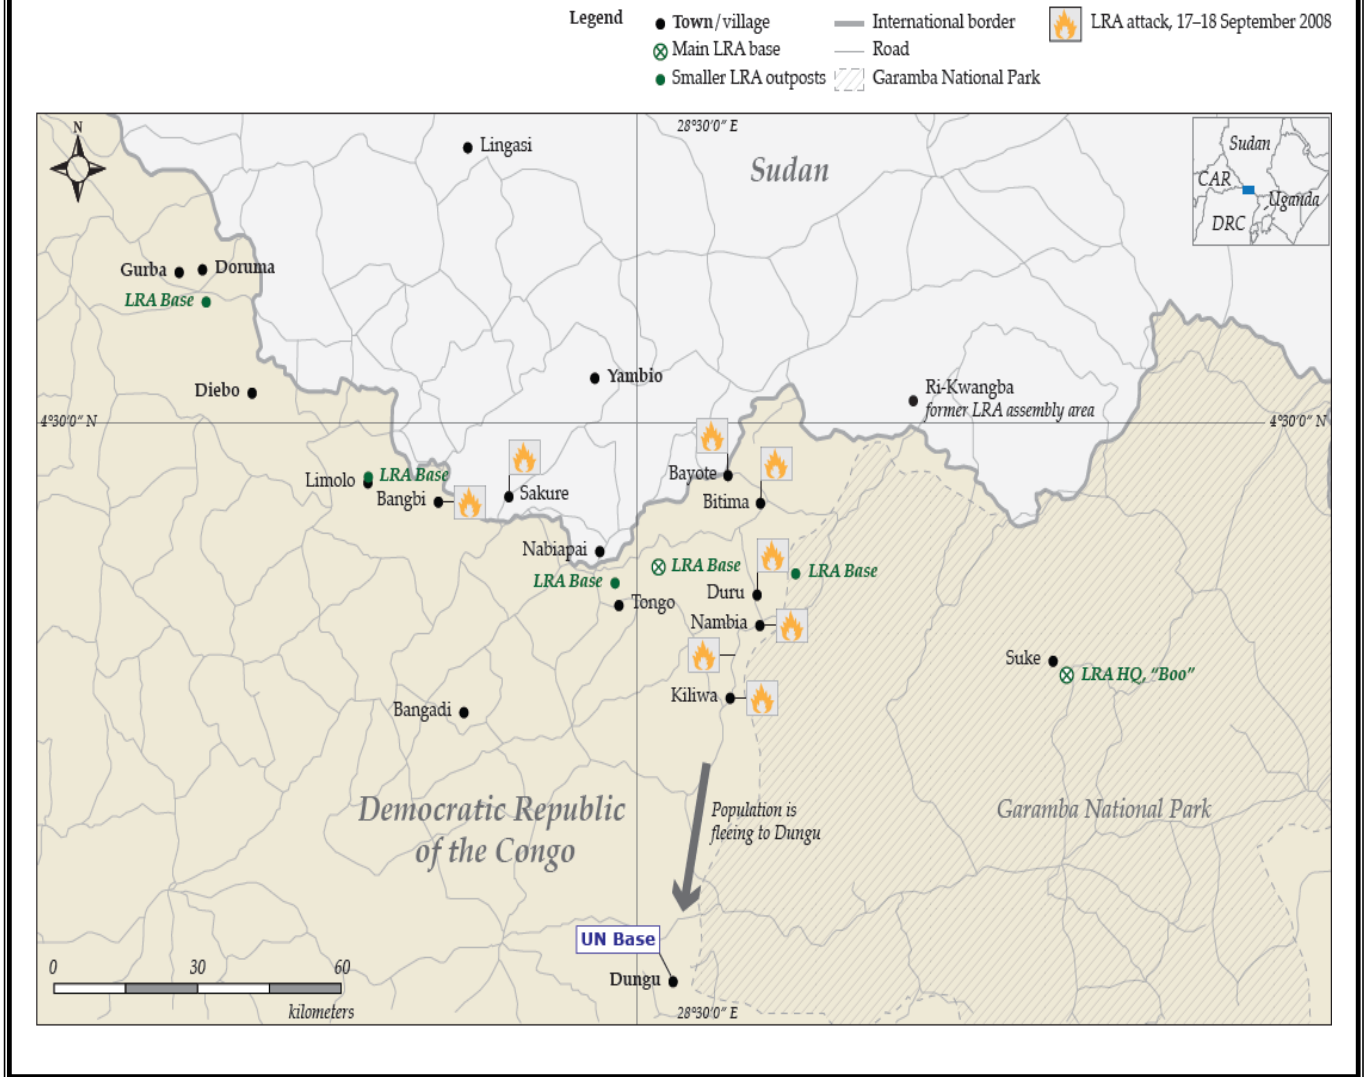 Legend
Town/village
International border
LRA attack, 17–18 September 2008
Main LRA base
Road
Smaller LRA outposts
Garamba National Park
N
28°30'0" E
Lingasi
Sudan
Sudan
CAR
Uganda
DRC
Gurba
Doruma
LRA Base
Diebo
Yambio
Ri-Kwangba
former LRA assembly area
4°30'0" N
4°30'0" N
Limolo
LRA Base
Bangbi
Sakure
Bayote
Bitima
Nabiapai
LRA Base
LRA Base
Tongo
Duru
LRA Base
Nambia
Suke
LRA HQ, “Boo”
Kiliwa
Bangadi
Democratic Republic
of the Congo
Population is
fleeing to Dungu
Garamba National Park
UN Base
Dungu
0 30 60
kilometers
28°30'0" E